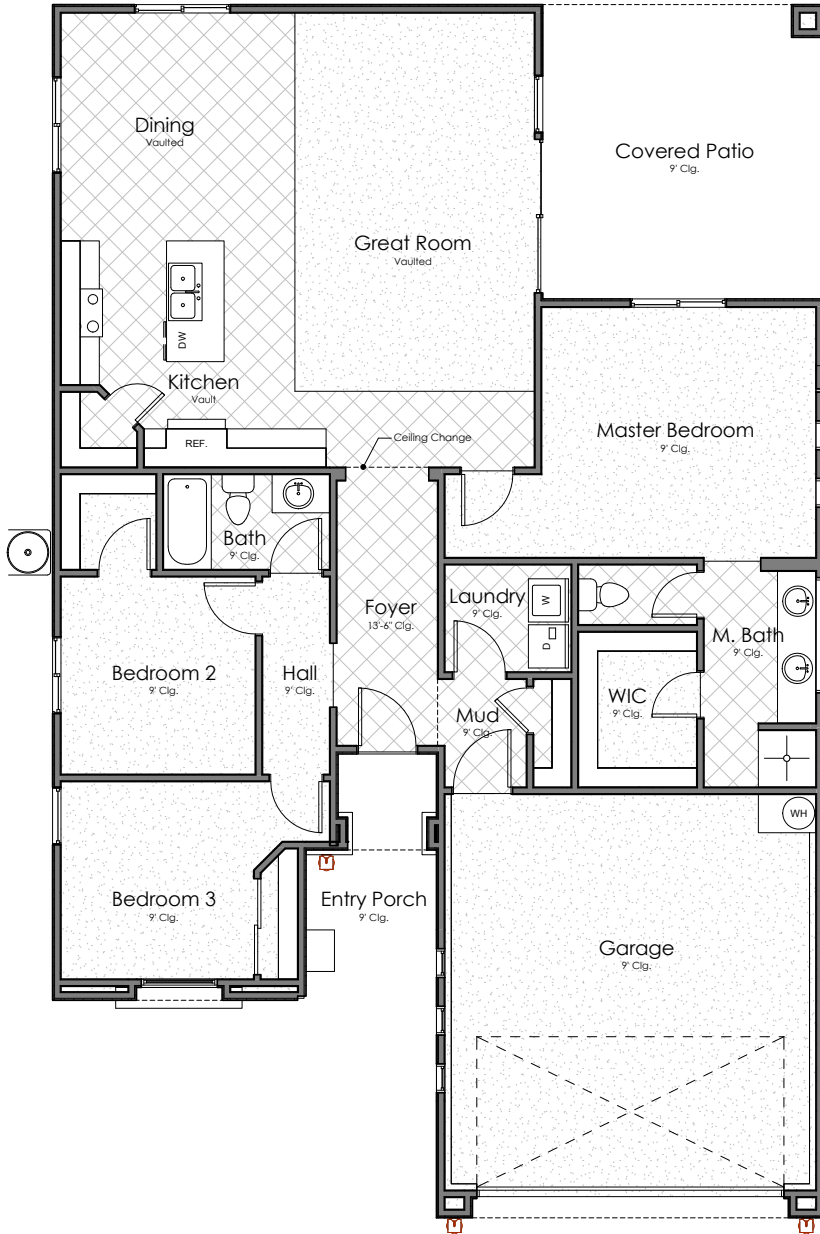 Dining
Vaulted
Covered Patio
9' Clg.
Great Room
Vaulted
DW
Kitchen
Vault
REF.
Ceiling Change
Master Bedroom
9' Clg.
Bath
9' Clg.
Foyer
13'-6" Clg.
Laundry
9' Clg.
W
D
M. Bath
9' Clg.
Bedroom 2
9' Clg.
Hall
9' Clg.
WIC
9' Clg.
Mud
9' Clg.
WH
Bedroom 3
9' Clg.
Entry Porch
9' Clg.
Garage
9' Clg.